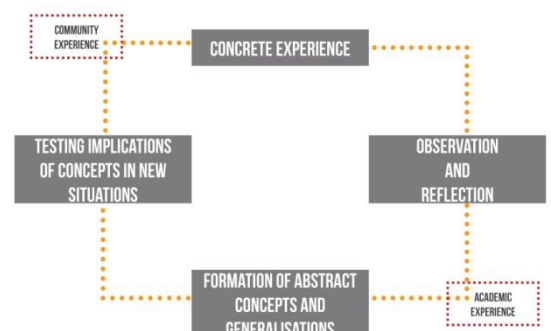 COMMUNITY
EXPERIENCE
CONCRETE EXPERIENCE
TESTING IMPLICATIONS
OF CONCEPTS IN NEW
SITUATIONS
OBSERVATION
AND
REFLECTION
FORMATION OF ABSTRACT
CONCEPTS AND
GENERALISATIONS
ACADEMIC
EXPERIENCE